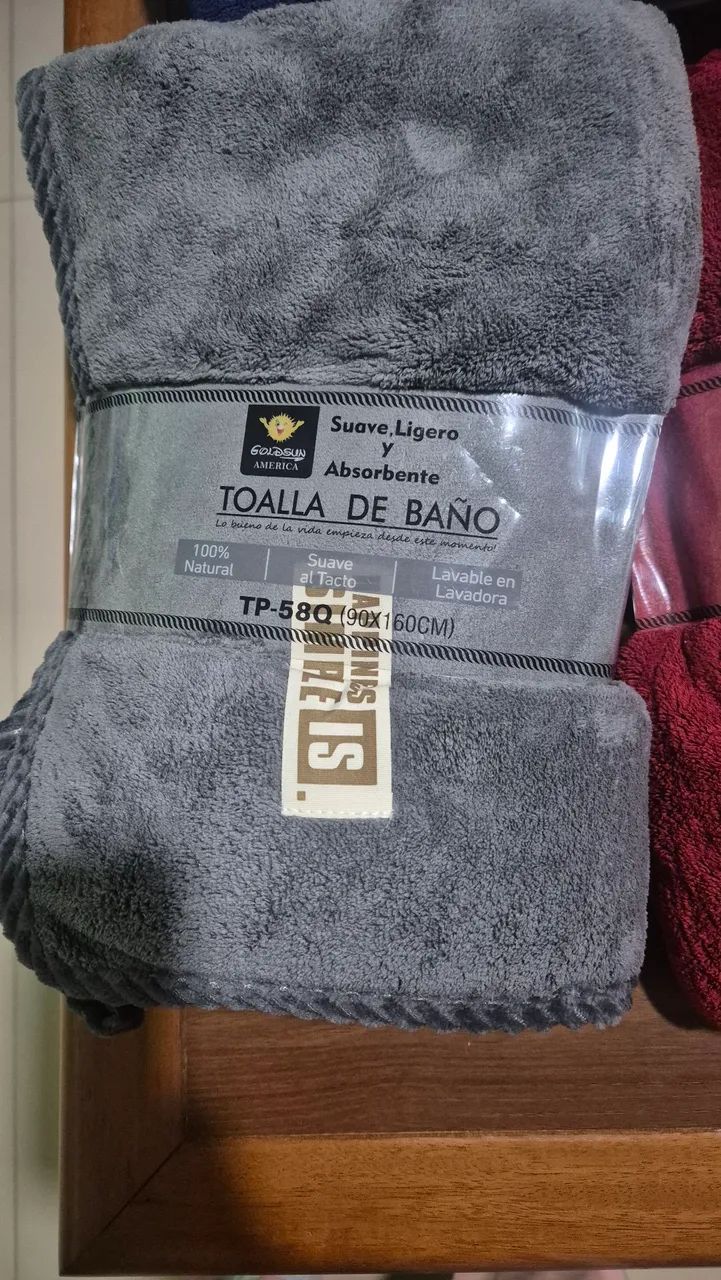 GOLDSUN
AMERICA
Suave,Ligero
y
Absorbente
TOALLA DE BAÑO
Lo bueno de la vida empieza desde este momento!
100%
Natural
Suave
al Tacto
Lavable en
Lavadora
TP-58Q (90X160CM)
IS